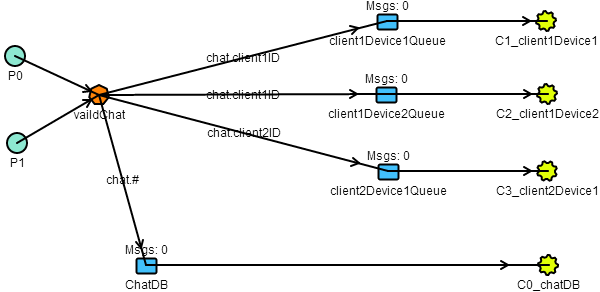 Msgs: 0
client1Device1Queue
C1_client1Device1
chat.client1ID
P0
Msgs: 0
chat.client1ID
vaildChat
client1Device2Queue
C2_client1Device2
chat.client2ID
P1
Msgs: 0
client2Device1Queue
C3_client2Device1
chat.#
Msgs: 0
ChatDB
C0_chatDB